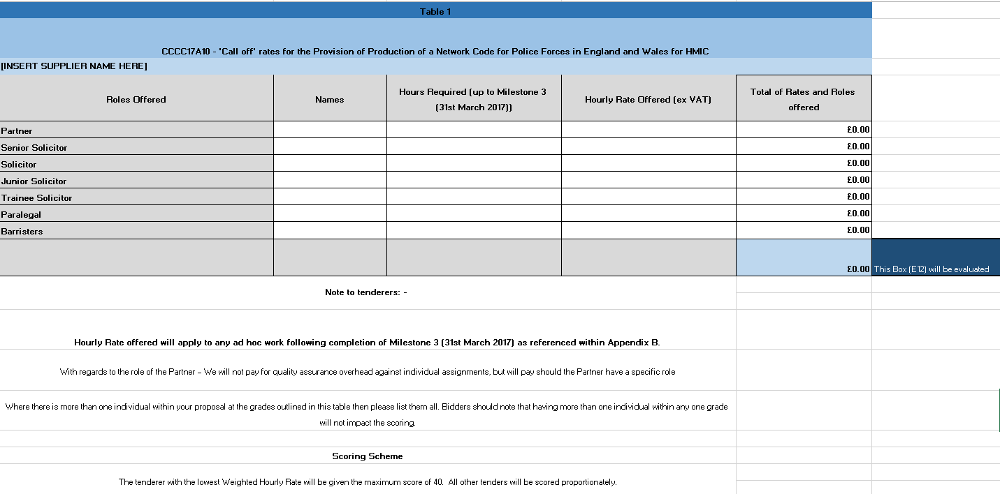 Table 1
CCCC17A10 - 'Call off' rates for the Provision of Production of a Network Code for Police Forces in England and Wales for HMIC
[INSERT SUPPLIER NAME HERE]
Roles Offered Names Hours Required (up to Milestone 3 (31st March 2017)) Hourly Rate Offered (ex VAT) Total of Rates and Roles offered
Partner £0.00
Senior Solicitor £0.00
Solicitor £0.00
Junior Solicitor £0.00
Trainee Solicitor £0.00
Paralegal £0.00
Barristers £0.00
£0.00 This Box (E12) will be evaluated
Note to tenderers: -
Hourly Rate offered will apply to any ad hoc work following completion of Milestone 3 (31st March 2017) as referenced within Appendix B.
With regards to the role of the Partner – We will not pay for quality assurance overhead against individual assignments, but will pay should the Partner have a specific role
Where there is more than one individual within your proposal at the grades outlined in this table then please list them all. Bidders should note that having more than one individual within any one grade
will not impact the scoring.
Scoring Scheme
The tenderer with the lowest Weighted Hourly Rate will be given the maximum score of 40. All other tenders will be scored proportionately.